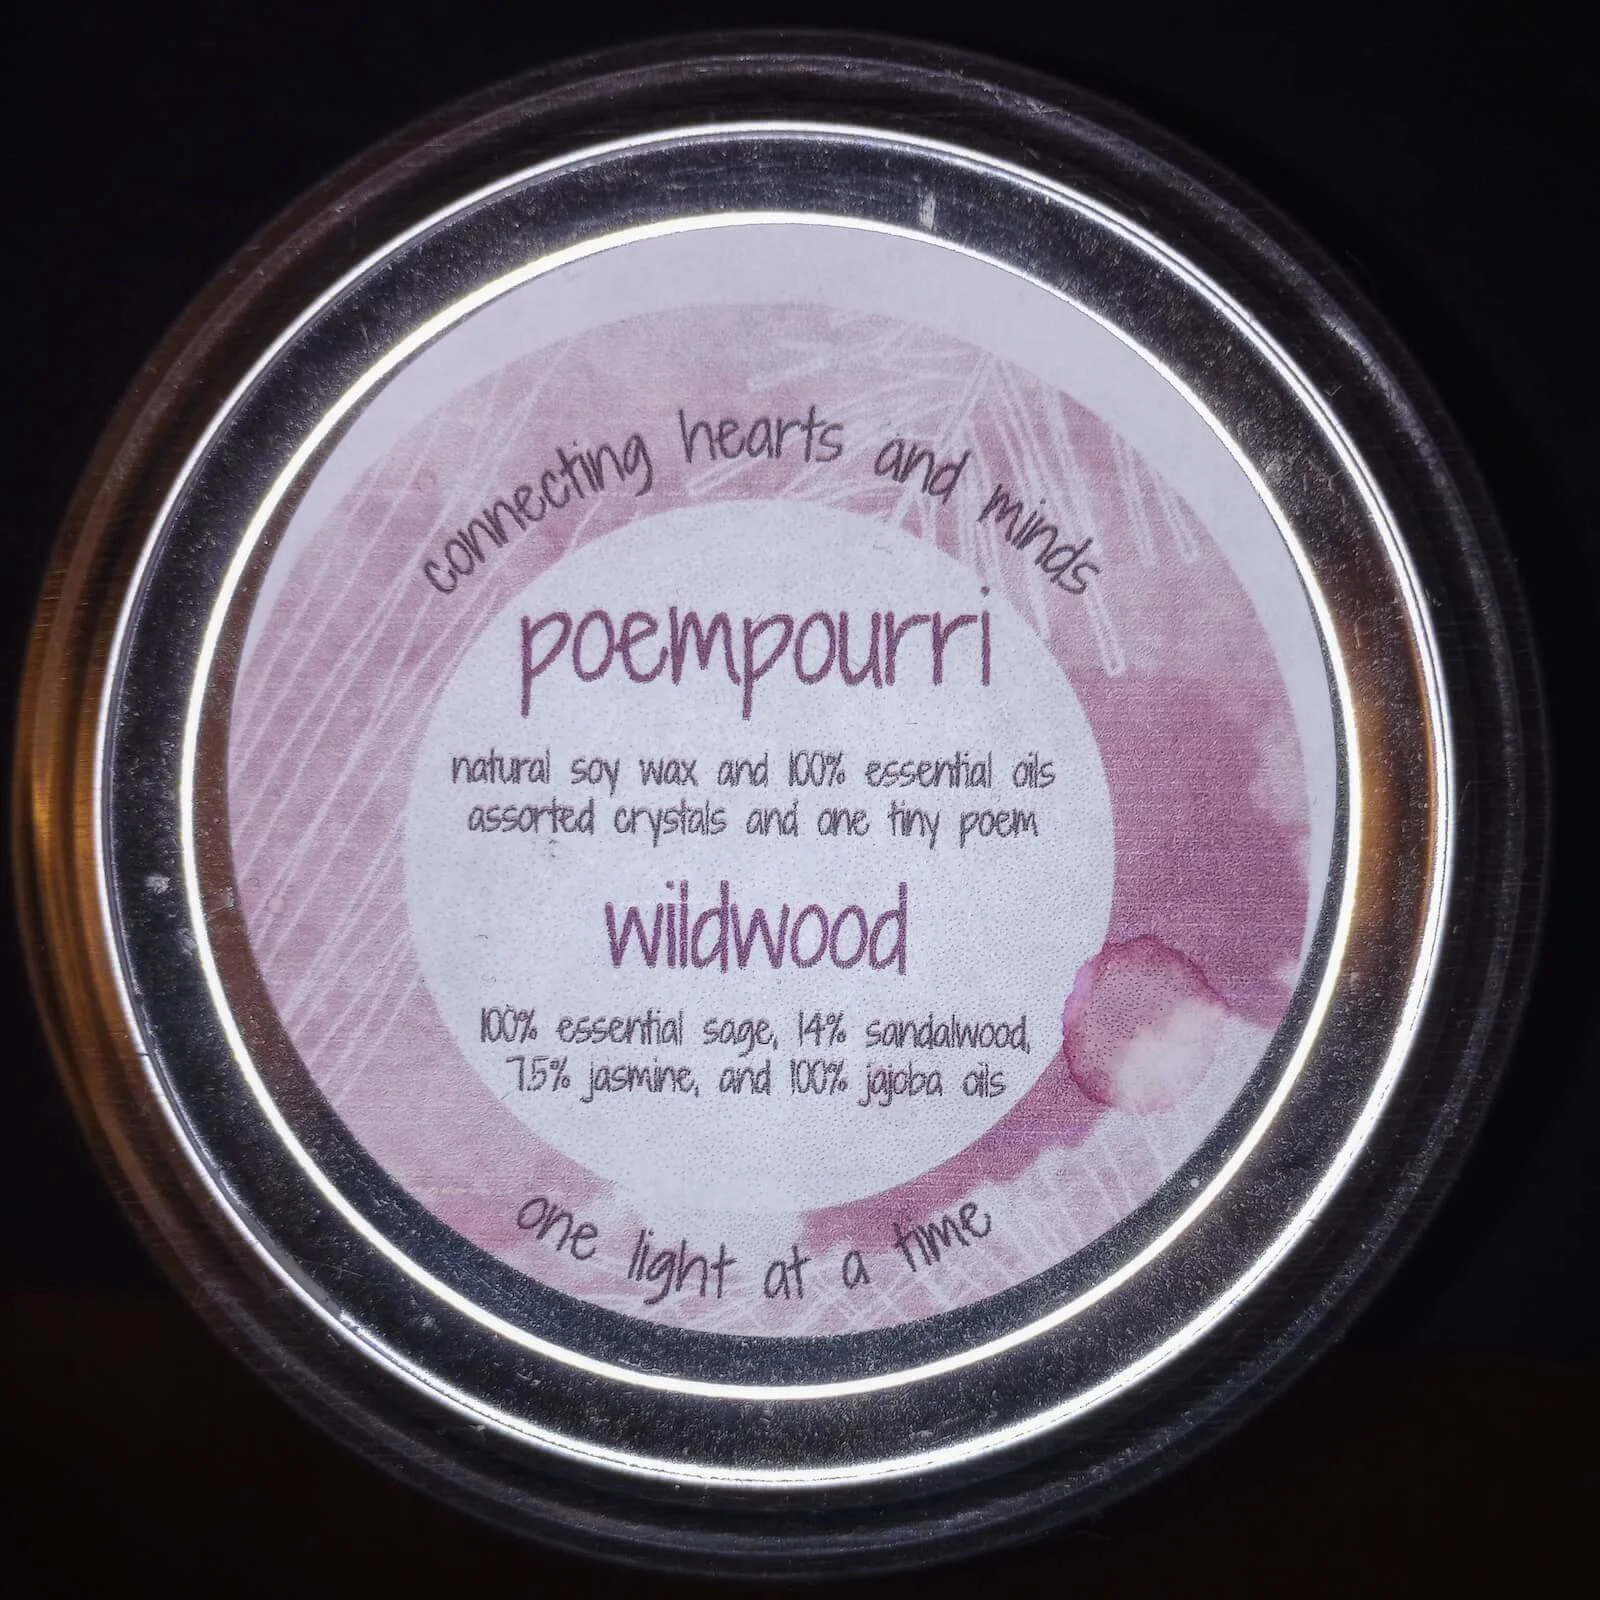 connecting hearts and minds
poempourri
natural soy wax and 100% essential oils
assorted crystals and one tiny poem
wildwood
100% essential sage, 14% sandalwood,
7.5% jasmine, and 100% jajoba oils
one light at a time